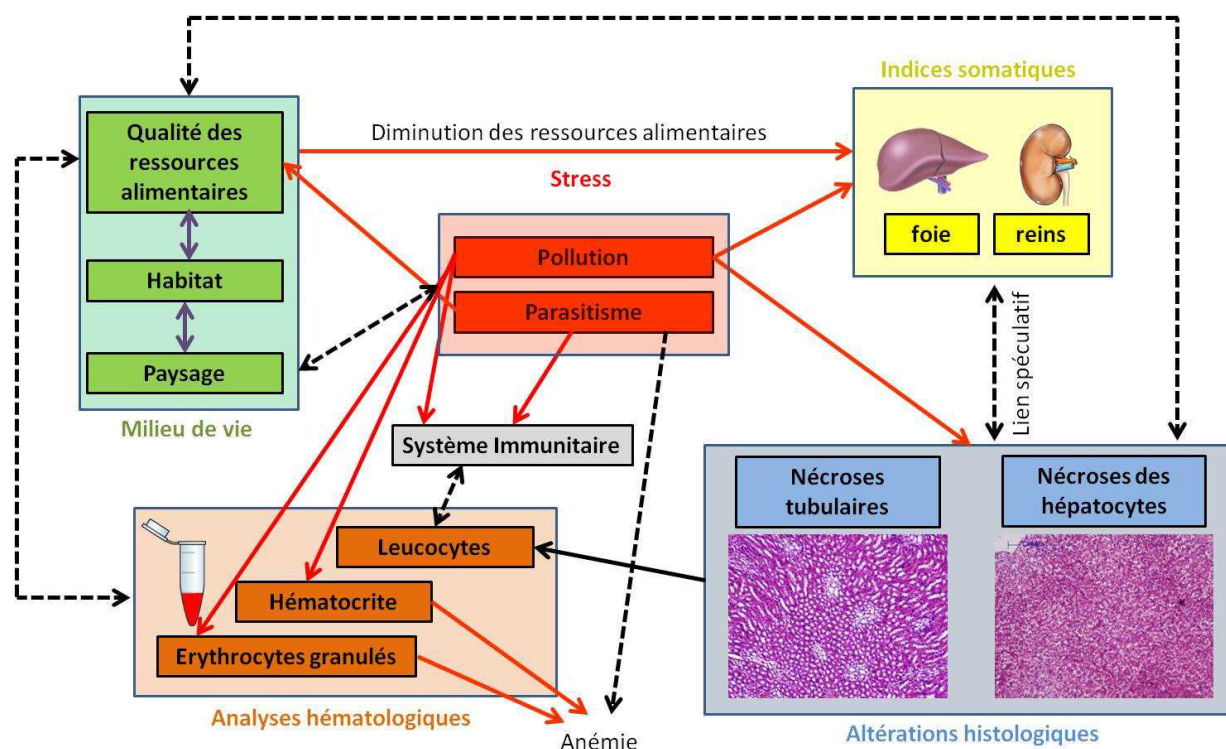 Indices somatiques
Qualité des
ressources
alimentaires
Diminution des ressources alimentaires
Stress
foie
reins
Pollution
Habitat
Parasitisme
Paysage
Lien spéculatif
Milieu de vie
Système Immunitaire
Nécroses
tubulaires
Nécroses des
hépatocytes
Leucocytes
Hématocrite
Erythrocytes granulés
Analyses hématologiques
Anémie
Altérations histologiques